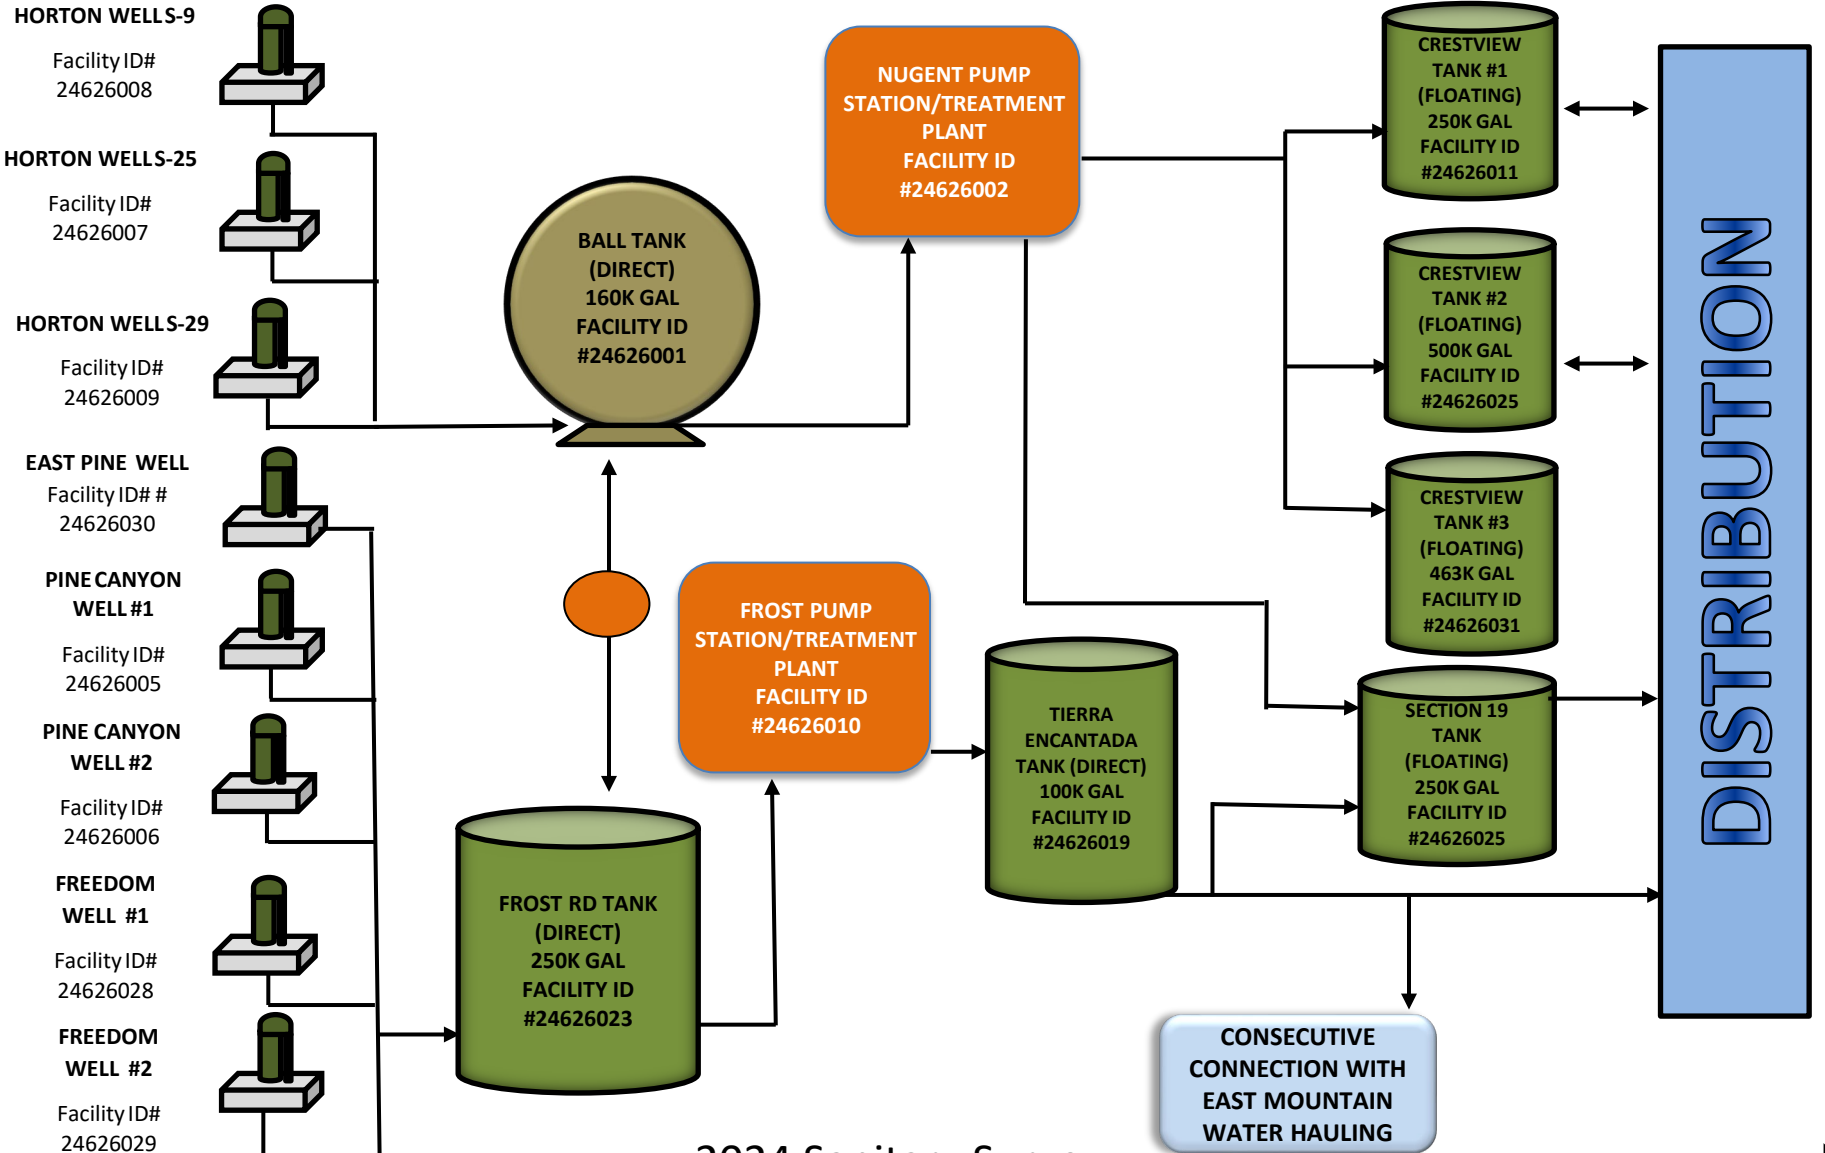 HORTON WELLS-9
Facility ID#
24626008
HORTON WELLS-25
Facility ID#
24626007
HORTON WELLS-29
Facility ID#
24626009
EAST PINE WELL
Facility ID# #
24626030
PINE CANYON
WELL #1
Facility ID#
24626005
PINE CANYON
WELL #2
Facility ID#
24626006
FREEDOM
WELL #1
Facility ID#
24626028
FREEDOM
WELL #2
Facility ID#
24626029
BALL TANK
(DIRECT)
160K GAL
FACILITY ID
#24626001
FROST RD TANK
(DIRECT)
250K GAL
FACILITY ID
#24626023
NUGENT PUMP
STATION/TREATMENT
PLANT
FACILITY ID
#24626002
FROST PUMP
STATION/TREATMENT
PLANT
FACILITY ID
#24626010
TIERRA
ENCANTADA
TANK (DIRECT)
100K GAL
FACILITY ID
#24626019
CRESTVIEW
TANK #1
(FLOATING)
250K GAL
FACILITY ID
#24626011
CRESTVIEW
TANK #2
(FLOATING)
500K GAL
FACILITY ID
#24626025
CRESTVIEW
TANK #3
(FLOATING)
463K GAL
FACILITY ID
#24626031
SECTION 19
TANK
(FLOATING)
250K GAL
FACILITY ID
#24626025
DISTRIBUTION
CONSECUTIVE
CONNECTION WITH
EAST MOUNTAIN
WATER HAULING
2024 Sanitary Survey